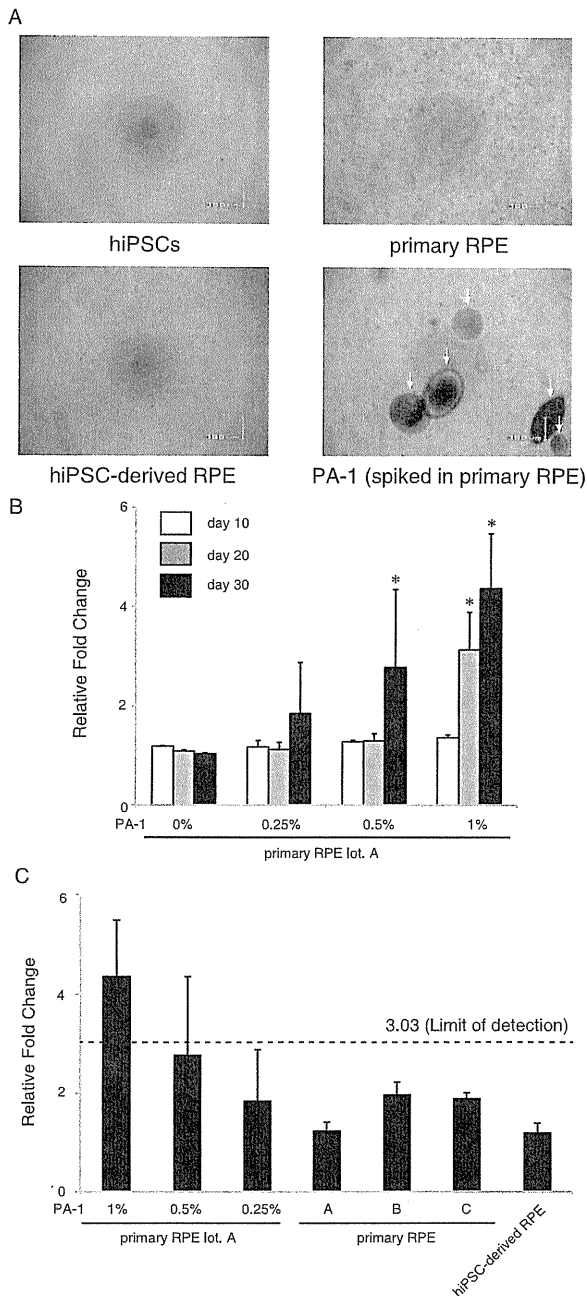 A
hiPSCs
primary RPE
hiPSC-derived RPE
PA-1 (spiked in primary RPE)
B
6
4
2
0
Relative Fold Change
day 10
day 20
day 30
*
*
*
PA-1 0% 0.25% 0.5% 1%
primary RPE lot. A
C
6
4
2
0
Relative Fold Change
3.03 (Limit of detection)
PA-1 1% 0.5% 0.25% A B C
primary RPE lot. A
primary RPE
hiPSC-derived RPE